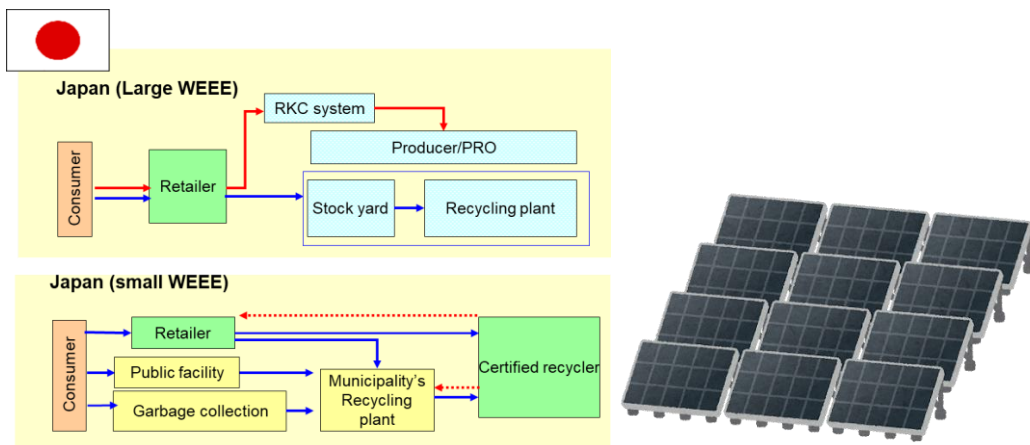 Japan (Large WEEE)
RKC system
Producer/PRO
Consumer
Retailer
Stock yard
Recycling plant
Japan (small WEEE)
Consumer
Retailer
Public facility
Garbage collection
Municipality's
Recycling
plant
Certified recycler